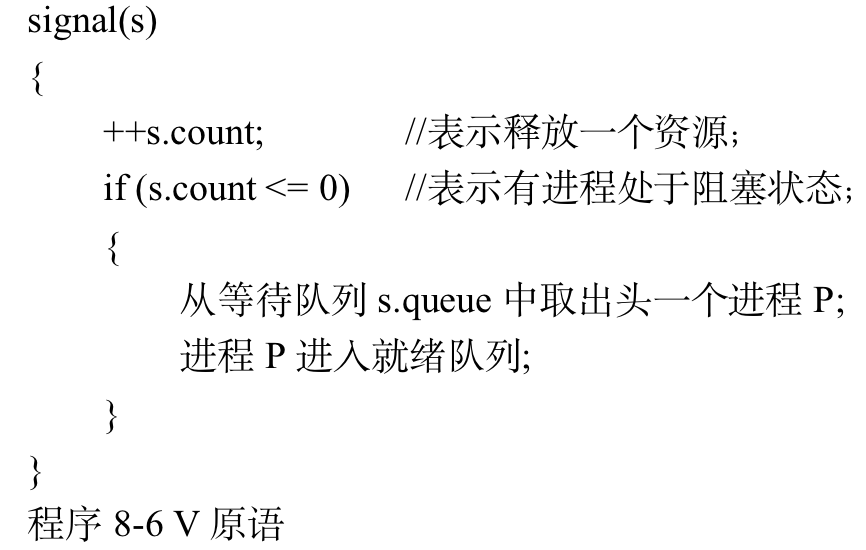 signal(s)
{
++s.count; //表示释放一个资源；
if (s.count <= 0) //表示有进程处于阻塞状态；
{
从等待队列 s.queue 中取出头一个进程 P;
进程 P 进入就绪队列;
}
}
程序 8-6 V 原语